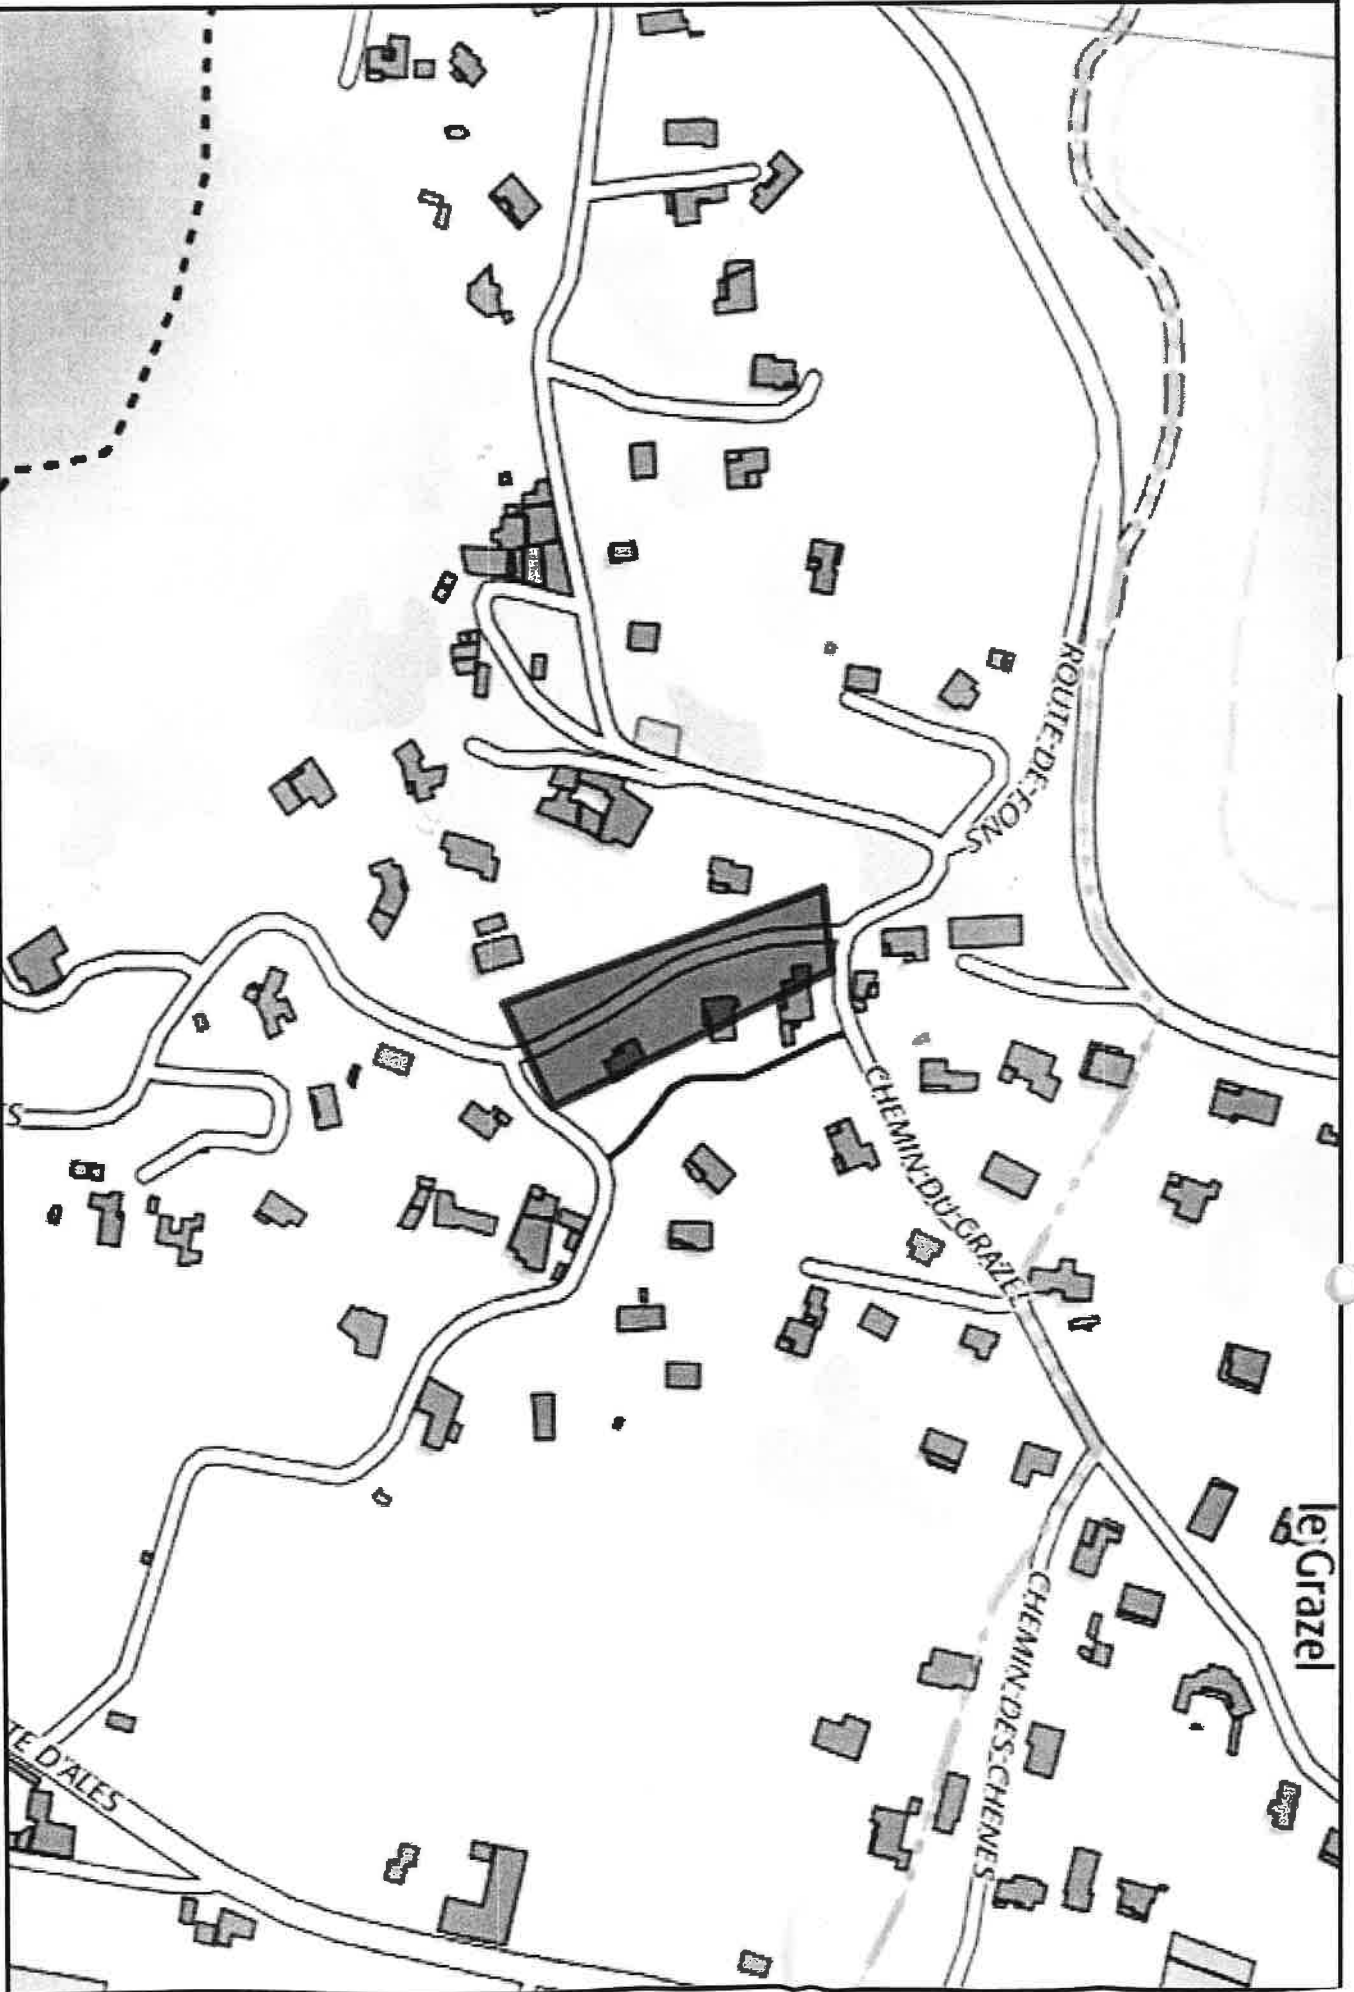 ROUTE-DE-FONS
CHEMIN-DU-GRAZEL
le Grazel
CHEMIN-DES-CHENES
TE D'ALES
S